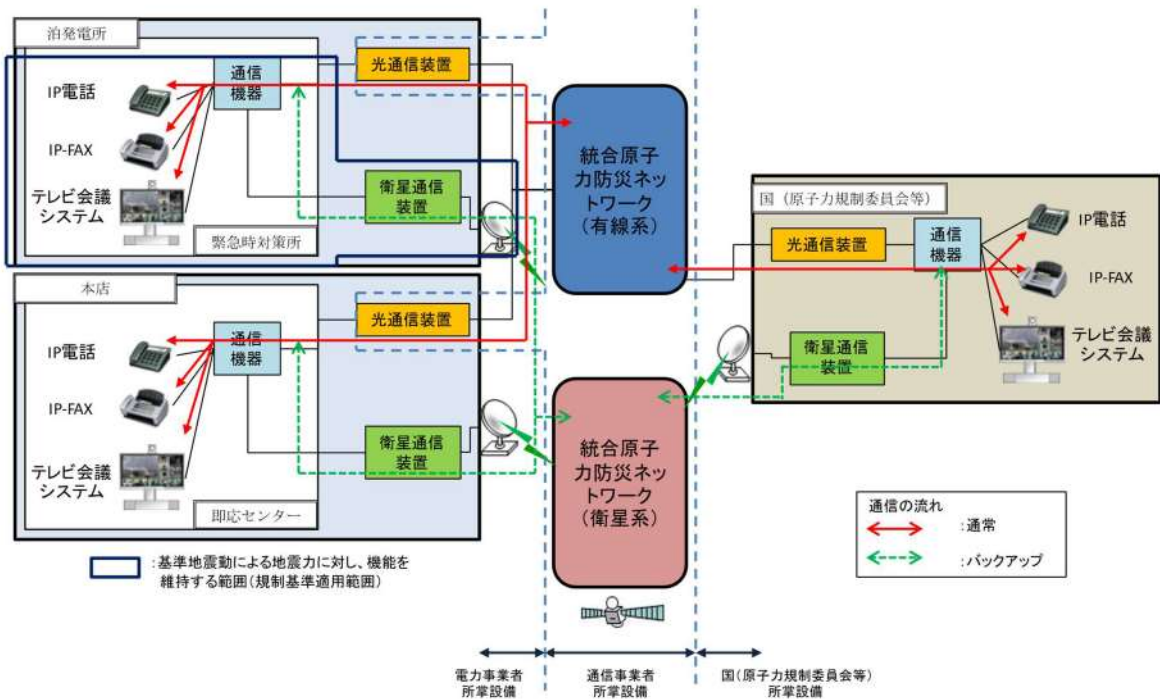 泊発電所
通信
機器
光通信装置
IP電話
IP-FAX
テレビ会議
システム
衛星通信
装置
緊急時対策所
本店
通信
機器
光通信装置
IP電話
IP-FAX
テレビ会議
システム
衛星通信
装置
即応センター
統合原子
力防災ネッ
トワーク
(有線系)
統合原子
力防災ネッ
トワーク
(衛星系)
国(原子力規制委員会等)
光通信装置
通信
機器
IP電話
IP-FAX
テレビ会議
システム
衛星通信
装置
通信の流れ
:通常
:バックアップ
:基準地震動による地震力に対し、機能を
維持する範囲(規制基準適用範囲)
電力事業者
所掌設備
通信事業者
所掌設備
国(原子力規制委員会等)
所掌設備